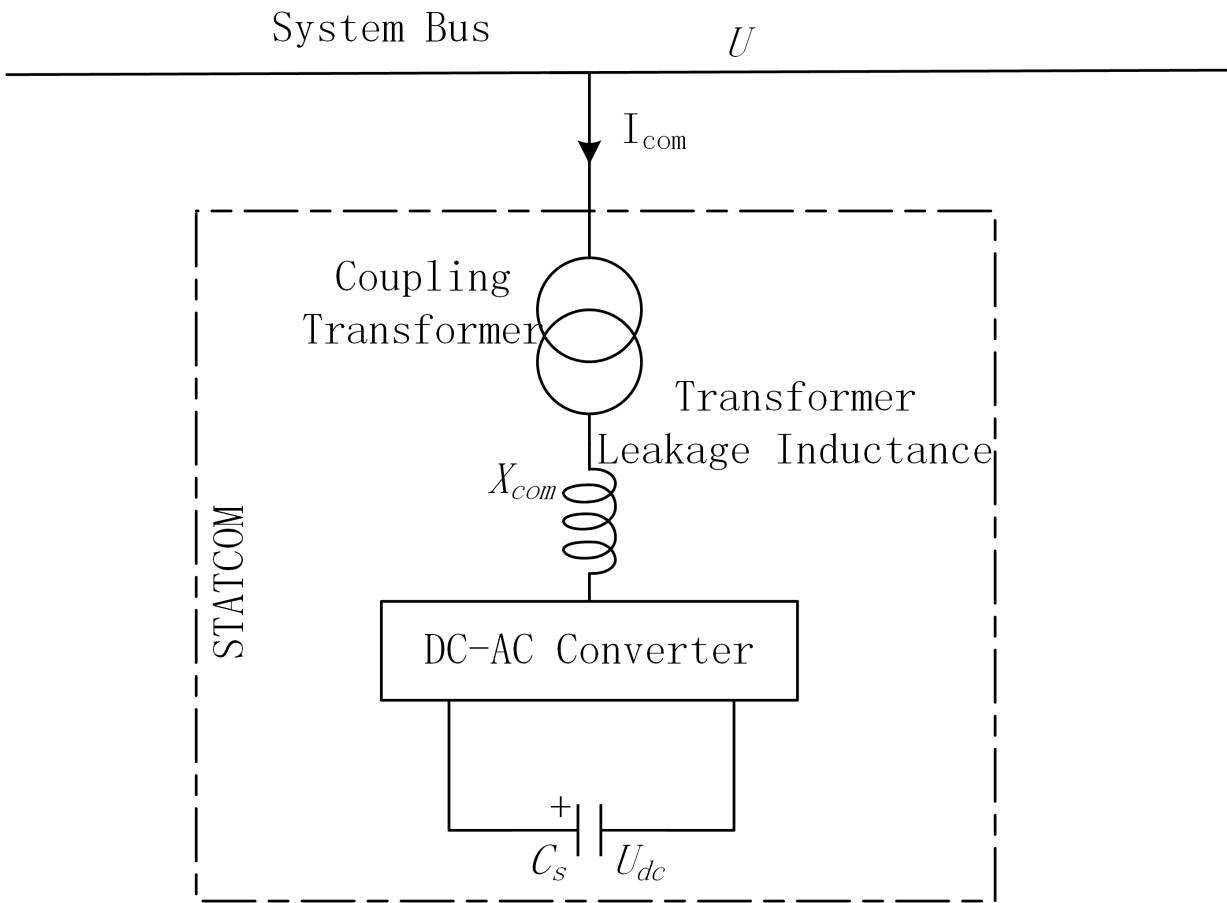 System Bus
U
I_com
Coupling
Transformer
Transformer
Leakage Inductance
X_com
STATCOM
DC-AC Converter
+
C_s
U_dc